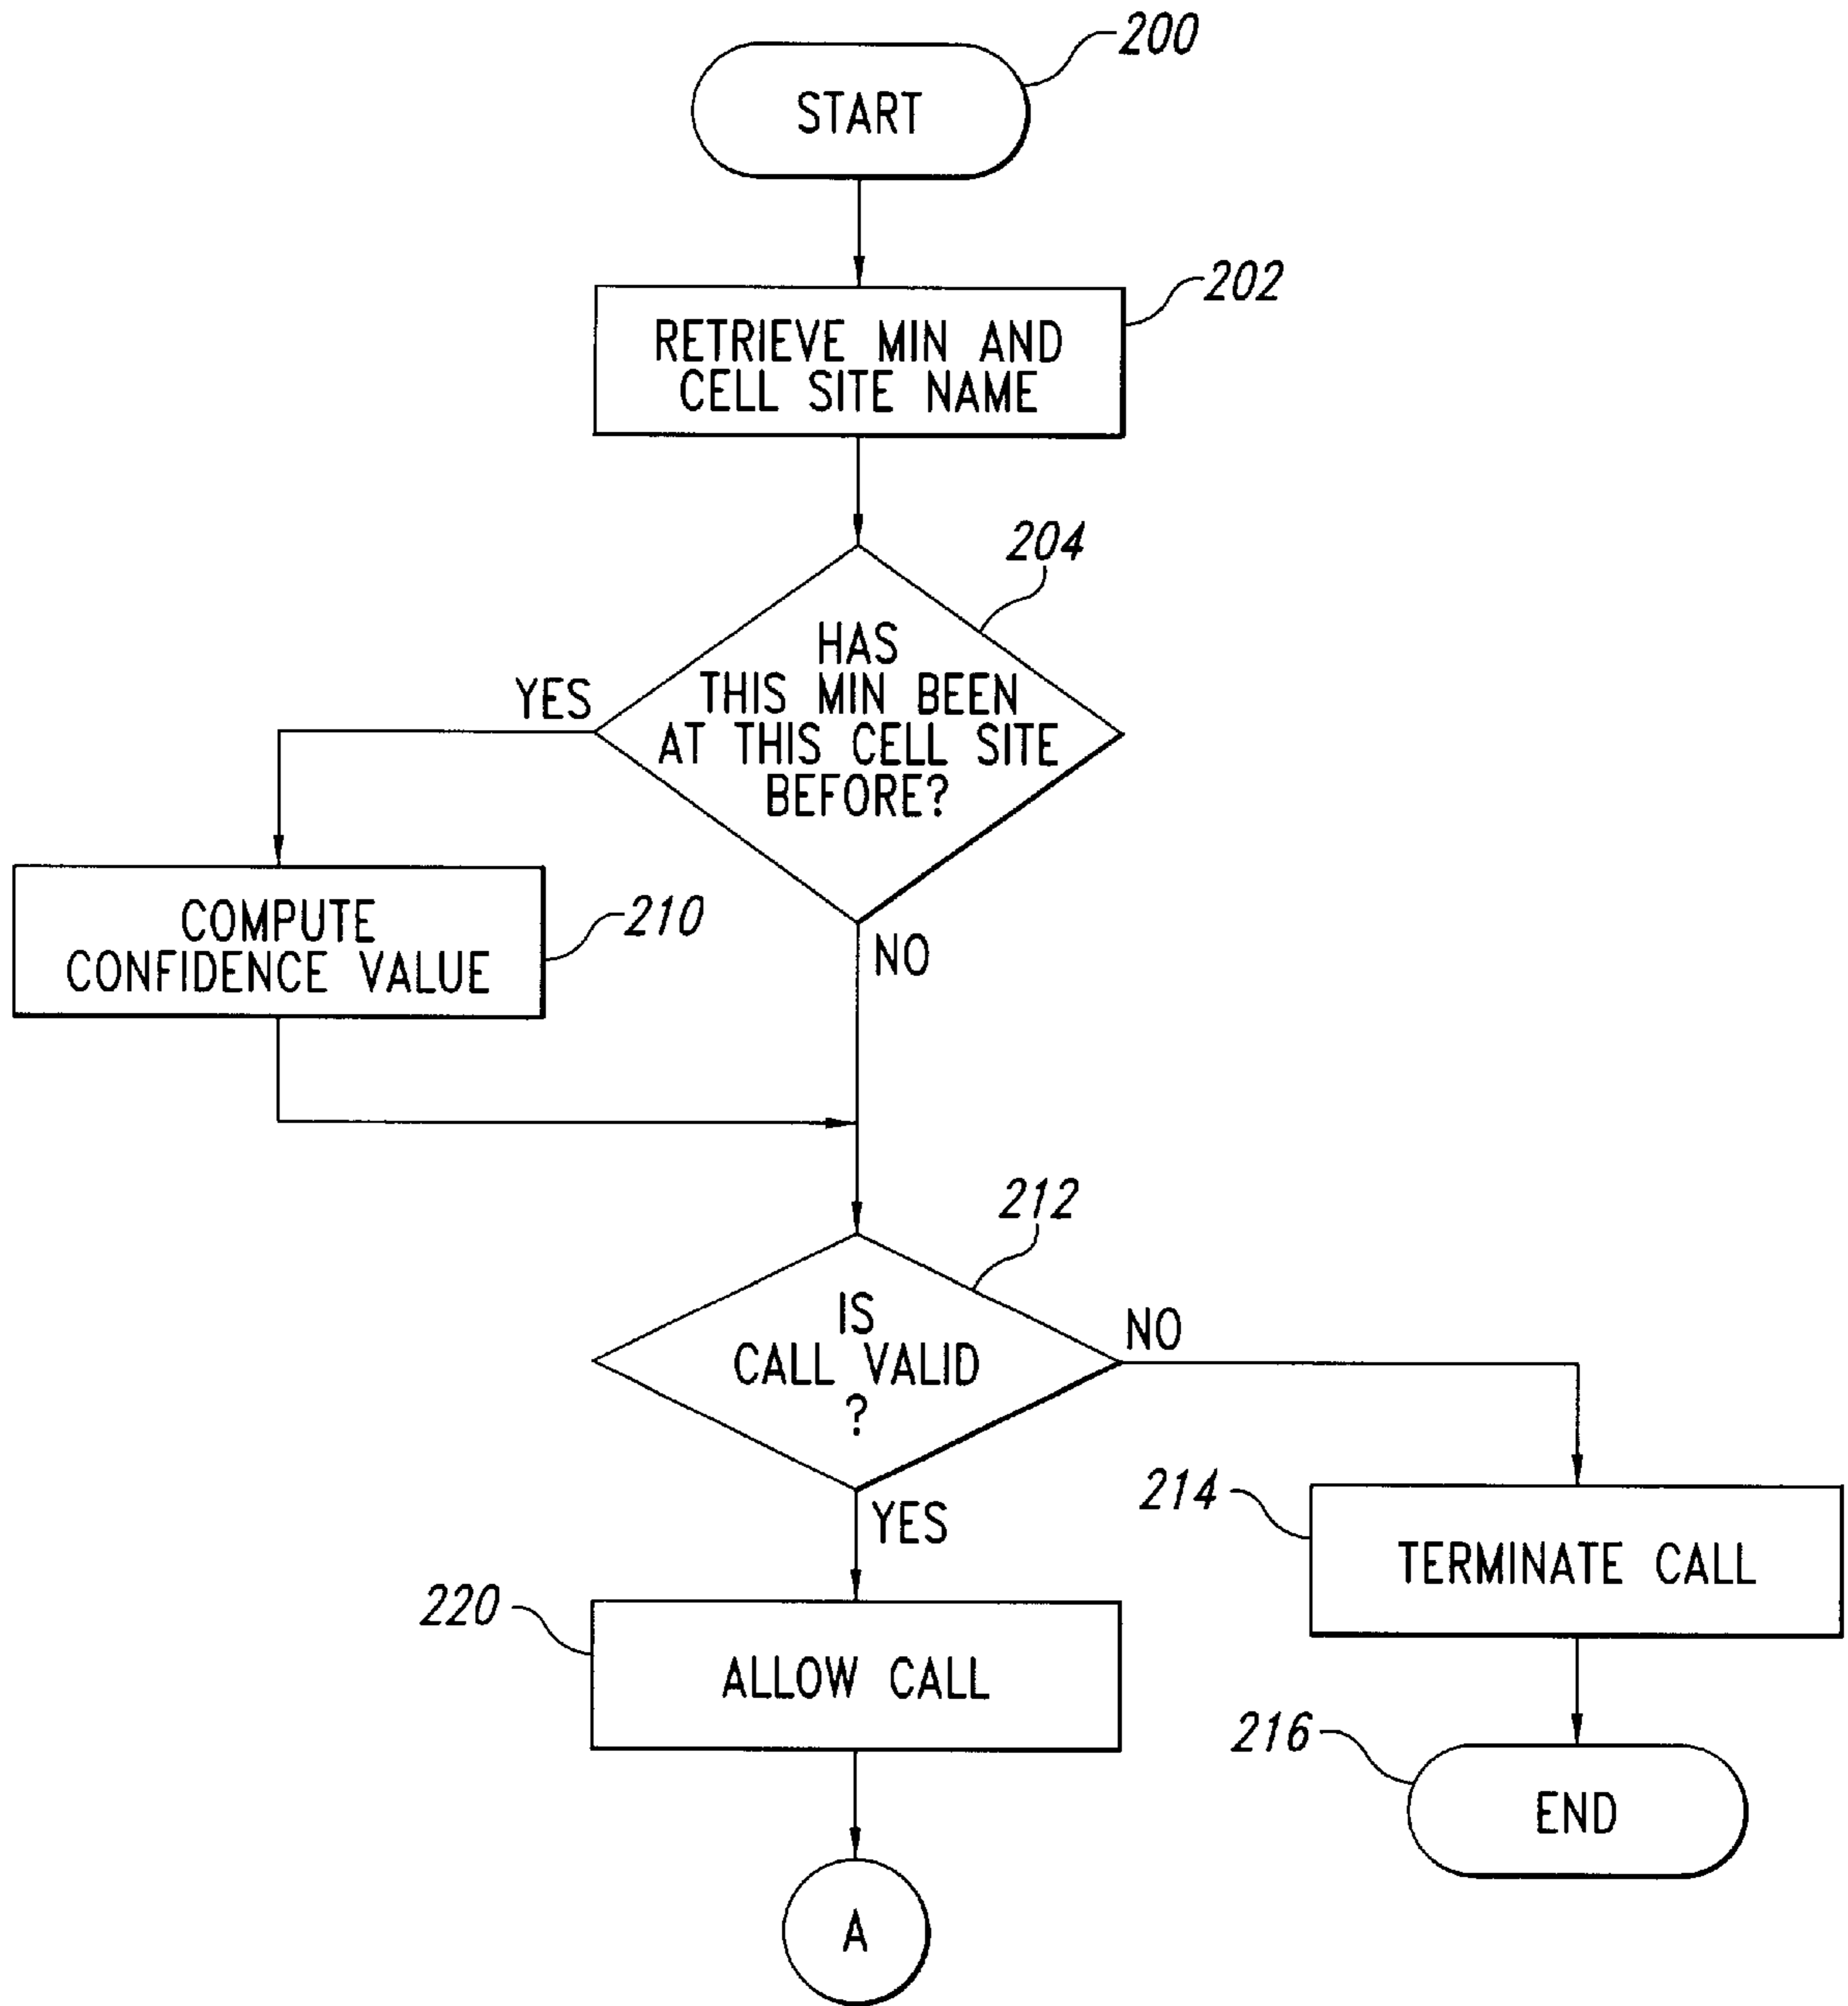 200
START
202
RETRIEVE MIN AND
CELL SITE NAME
204
HAS
THIS MIN BEEN
AT THIS CELL SITE
BEFORE?
YES
COMPUTE
CONFIDENCE VALUE
210
NO
212
IS
CALL VALID
?
NO
YES
214
TERMINATE CALL
220
ALLOW CALL
216
END
A